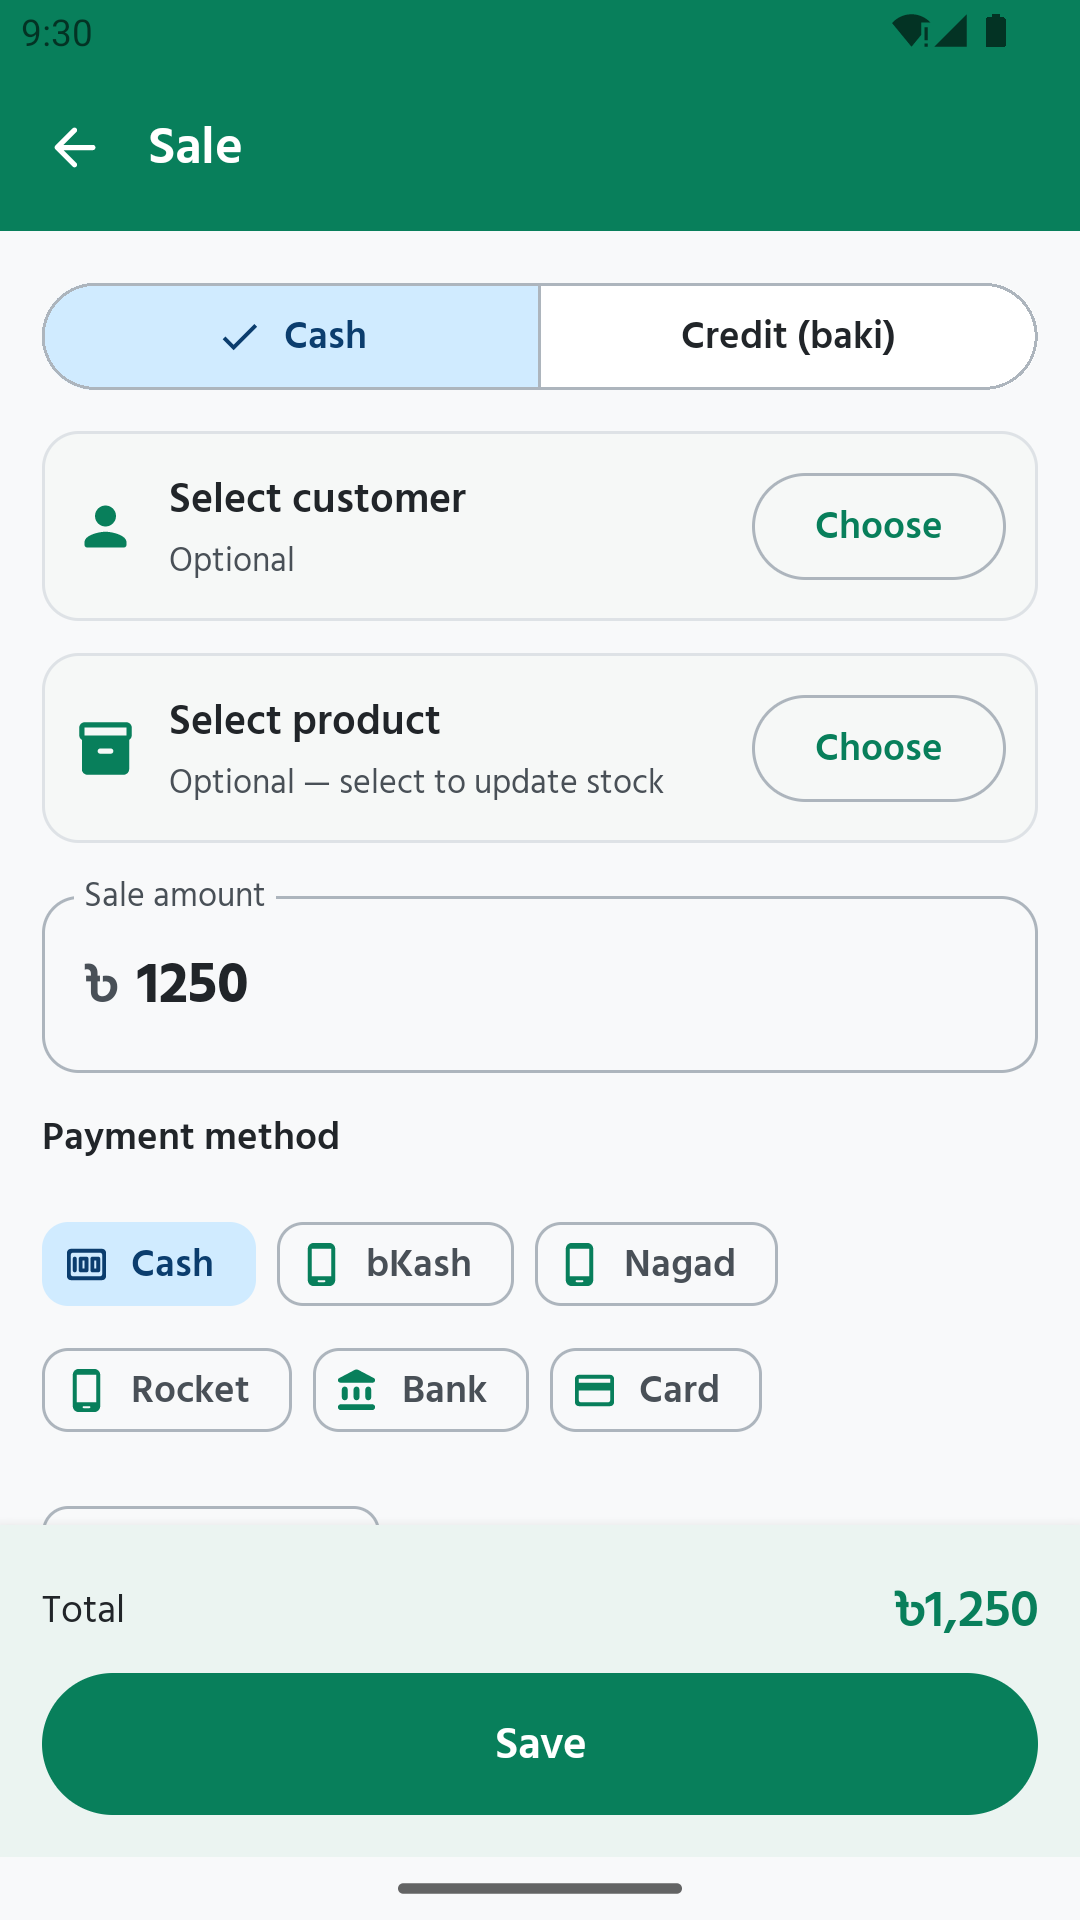 9:30
Sale
Cash
Credit (baki)
Select customer
Optional
Choose
Select product
Optional — select to update stock
Choose
Sale amount
৳ 1250
Payment method
Cash
bKash
Nagad
Rocket
Bank
Card
Total
৳1,250
Save